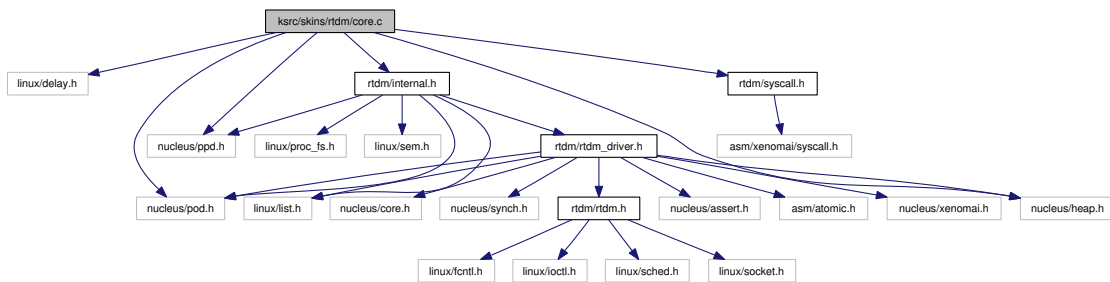 ksrc/skins/rtdm/core.c
linux/delay.h
rtdm/internal.h
rtdm/syscall.h
nucleus/ppd.h
linux/proc_fs.h
linux/sem.h
rtdm/rtdm_driver.h
asm/xenomai/syscall.h
nucleus/pod.h
linux/list.h
nucleus/core.h
nucleus/synch.h
rtdm/rtdm.h
nucleus/assert.h
asm/atomic.h
nucleus/xenomai.h
nucleus/heap.h
linux/fcntl.h
linux/ioctl.h
linux/sched.h
linux/socket.h